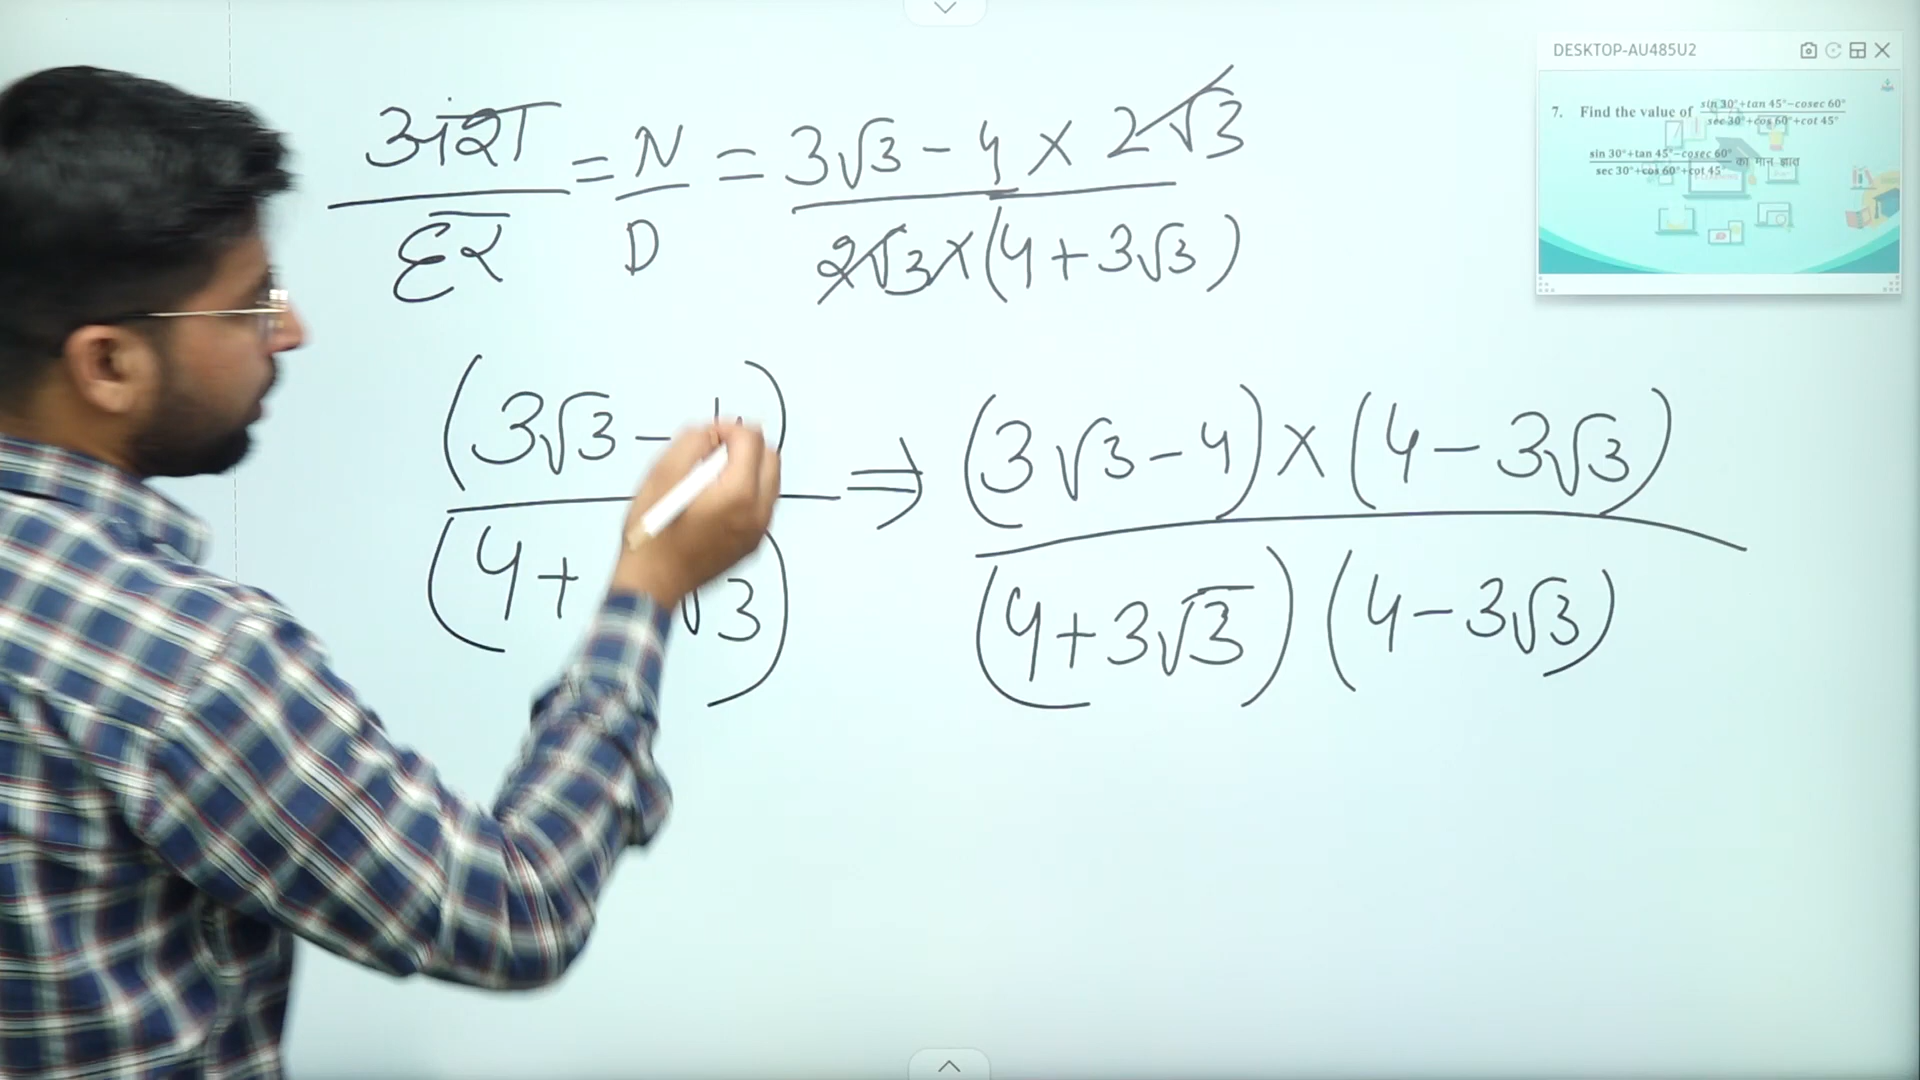 अंश / हर = N / D = 3√3 - 4 × 2√3 / 2√3 × (4 + 3√3)
(3√3 - ) / (4 + √3) ⇒ (3√3 - 4) × (4 - 3√3) / (4 + 3√3) (4 - 3√3)
DESKTOP-AU485U2
7. Find the value of sin 30°+tan 45°−cosec 60° / sec 30°+cos 60°+cot 45°
sin 30°+tan 45°−cosec 60° / sec 30°+cos 60°+cot 45° का मान ज्ञात